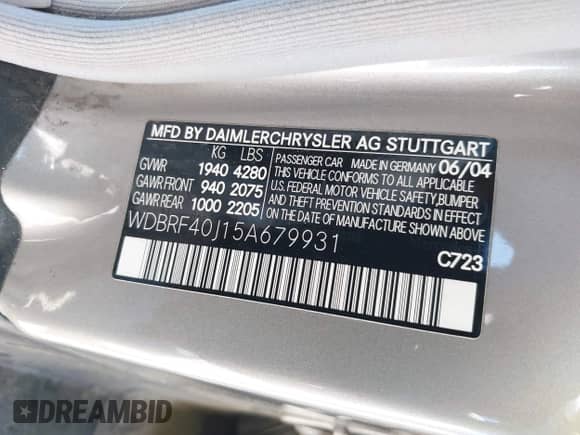 MFD BY DAIMLERCHRYSLER AG STUTTGART
KG LBS
GVWR 1940 4280
GAWR FRONT 940 2075
GAWR REAR 1000 2205
PASSENGER CAR MADE IN GERMANY 06/04
THIS VEHICLE CONFORMS TO ALL APPLICABLE
U.S. FEDERAL MOTOR VEHICLE SAFETY, BUMPER
AND THEFT PREVENTION STANDARDS IN EFFECT
ON THE DATE OF MANUFACTURE SHOWN ABOVE.
WDBRF40J15A679931
C723
DREAMBID